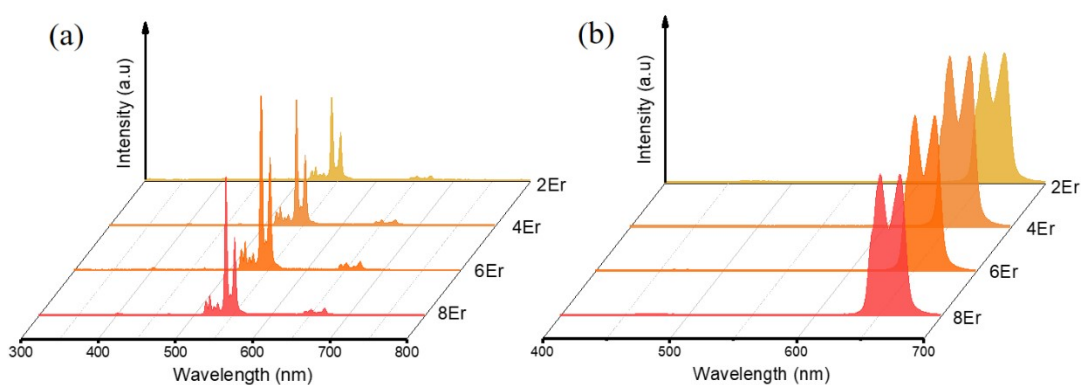 (a)
Intensity (a.u)
2Er
4Er
6Er
8Er
300 400 500 600 700 800
Wavelength (nm)
(b)
Intensity (a.u)
2Er
4Er
6Er
8Er
400 500 600 700
Wavelength (nm)